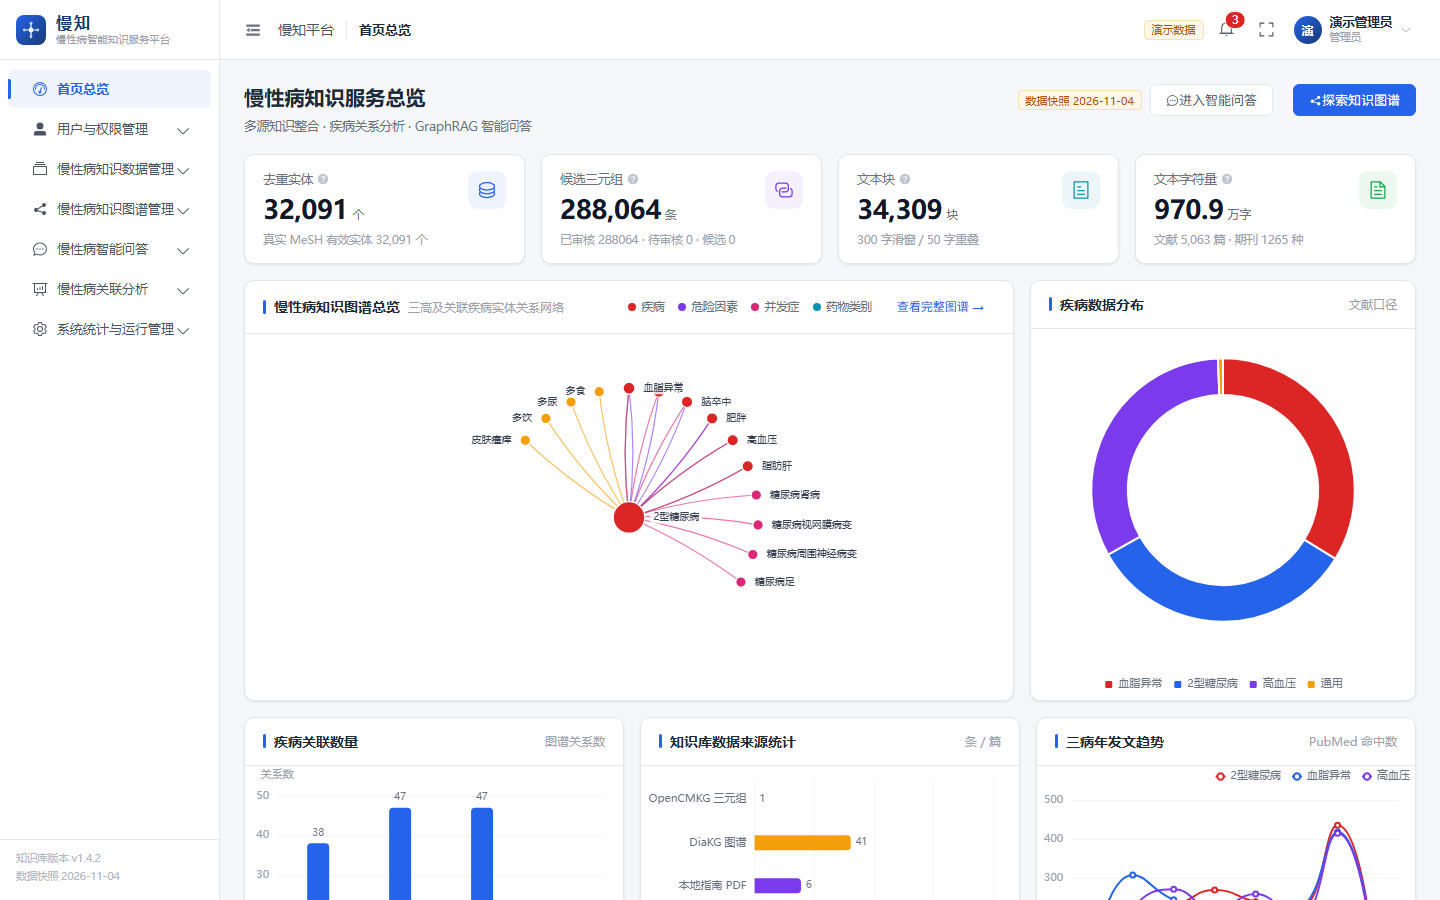 慢知
慢性病智能知识服务平台
首页总览
用户与权限管理
慢性病知识数据管理
慢性病知识图谱管理
慢性病智能问答
慢性病关联分析
系统统计与运行管理
知识库版本 v1.4.2
数据快照 2026-11-04
慢知平台
首页总览
演示数据
3
演
演示管理员
管理员
慢性病知识服务总览
多源知识整合 · 疾病关系分析 · GraphRAG 智能问答
数据快照 2026-11-04
进入智能问答
探索知识图谱
去重实体
32,091 个
真实 MeSH 有效实体 32,091 个
候选三元组
288,064 条
已审核 288064 · 待审核 0 · 候选 0
文本块
34,309 块
300 字滑窗 / 50 字重叠
文本字符量
970.9 万字
文献 5,063 篇 · 期刊 1265 种
慢性病知识图谱总览 三高及关联疾病实体关系网络
疾病 危险因素 并发症 药物类别
查看完整图谱 →
多食
多尿
多饮
皮肤瘙痒
血脂异常
脑卒中
肥胖
高血压
脂肪肝
糖尿病肾病
2型糖尿病
糖尿病视网膜病变
糖尿病周围神经病变
糖尿病足
疾病数据分布
文献口径
血脂异常 2型糖尿病 高血压 通用
疾病关联数量
图谱关系数
关系数
50
40
30
38
47
47
知识库数据来源统计
条 / 篇
OpenCMKG 三元组 1
DiaKG 图谱 41
本地指南 PDF 6
三病年发文趋势
PubMed 命中数
2型糖尿病 血脂异常 高血压
500
400
300